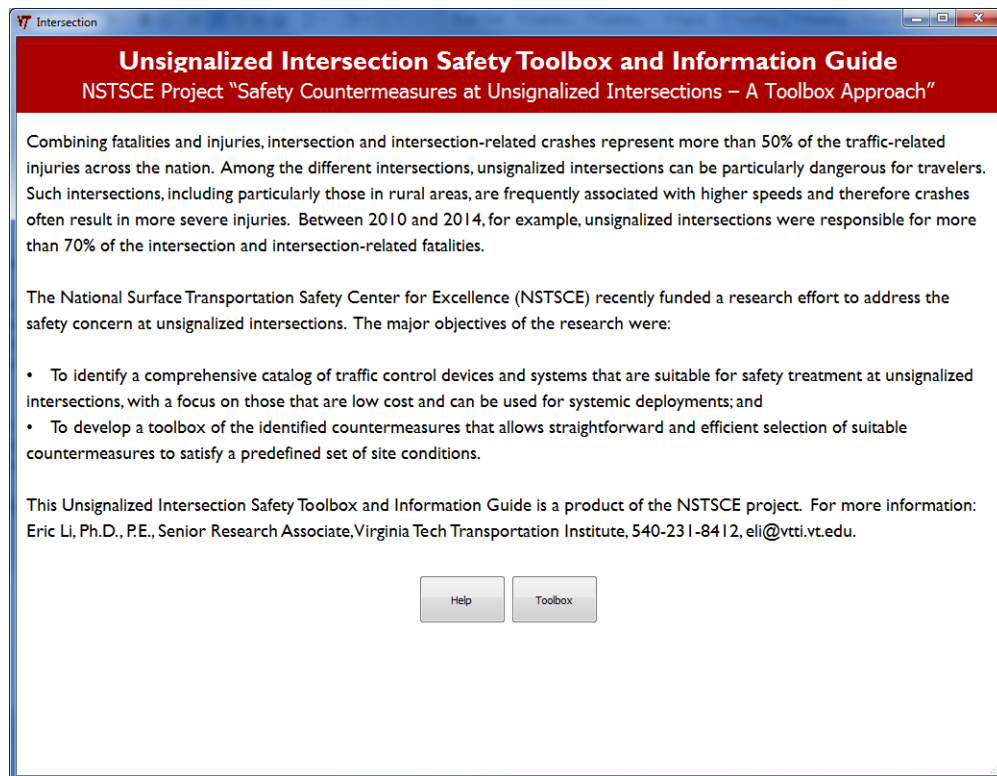 Intersection
Unsignalized Intersection Safety Toolbox and Information Guide
NSTSCE Project “Safety Countermeasures at Unsignalized Intersections – A Toolbox Approach”
Combining fatalities and injuries, intersection and intersection-related crashes represent more than 50% of the traffic-related
injuries across the nation. Among the different intersections, unsignalized intersections can be particularly dangerous for travelers.
Such intersections, including particularly those in rural areas, are frequently associated with higher speeds and therefore crashes
often result in more severe injuries. Between 2010 and 2014, for example, unsignalized intersections were responsible for more
than 70% of the intersection and intersection-related fatalities.
The National Surface Transportation Safety Center for Excellence (NSTSCE) recently funded a research effort to address the
safety concern at unsignalized intersections. The major objectives of the research were:
• To identify a comprehensive catalog of traffic control devices and systems that are suitable for safety treatment at unsignalized
intersections, with a focus on those that are low cost and can be used for systemic deployments; and
• To develop a toolbox of the identified countermeasures that allows straightforward and efficient selection of suitable
countermeasures to satisfy a predefined set of site conditions.
This Unsignalized Intersection Safety Toolbox and Information Guide is a product of the NSTSCE project. For more information:
Eric Li, Ph.D., P.E., Senior Research Associate, Virginia Tech Transportation Institute, 540-231-8412, eli@vtti.vt.edu.
Help
Toolbox